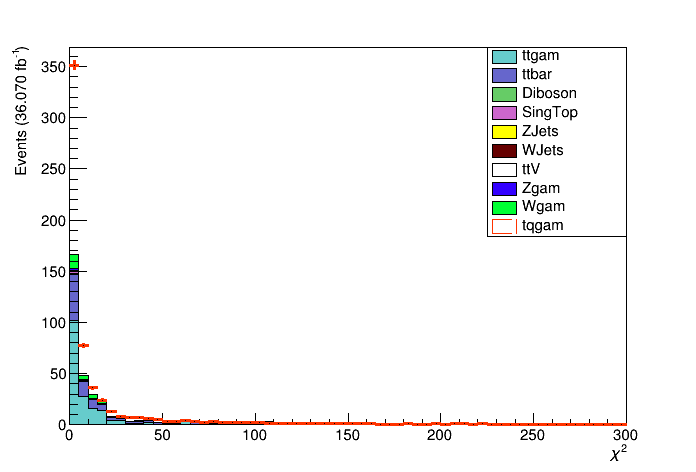 Events (36.070 fb⁻¹)
350
300
250
200
150
100
50
0
0 50 100 150 200 250 300
χ²
ttgam
ttbar
Diboson
SingTop
ZJets
WJets
ttV
Zgam
Wgam
tqgam